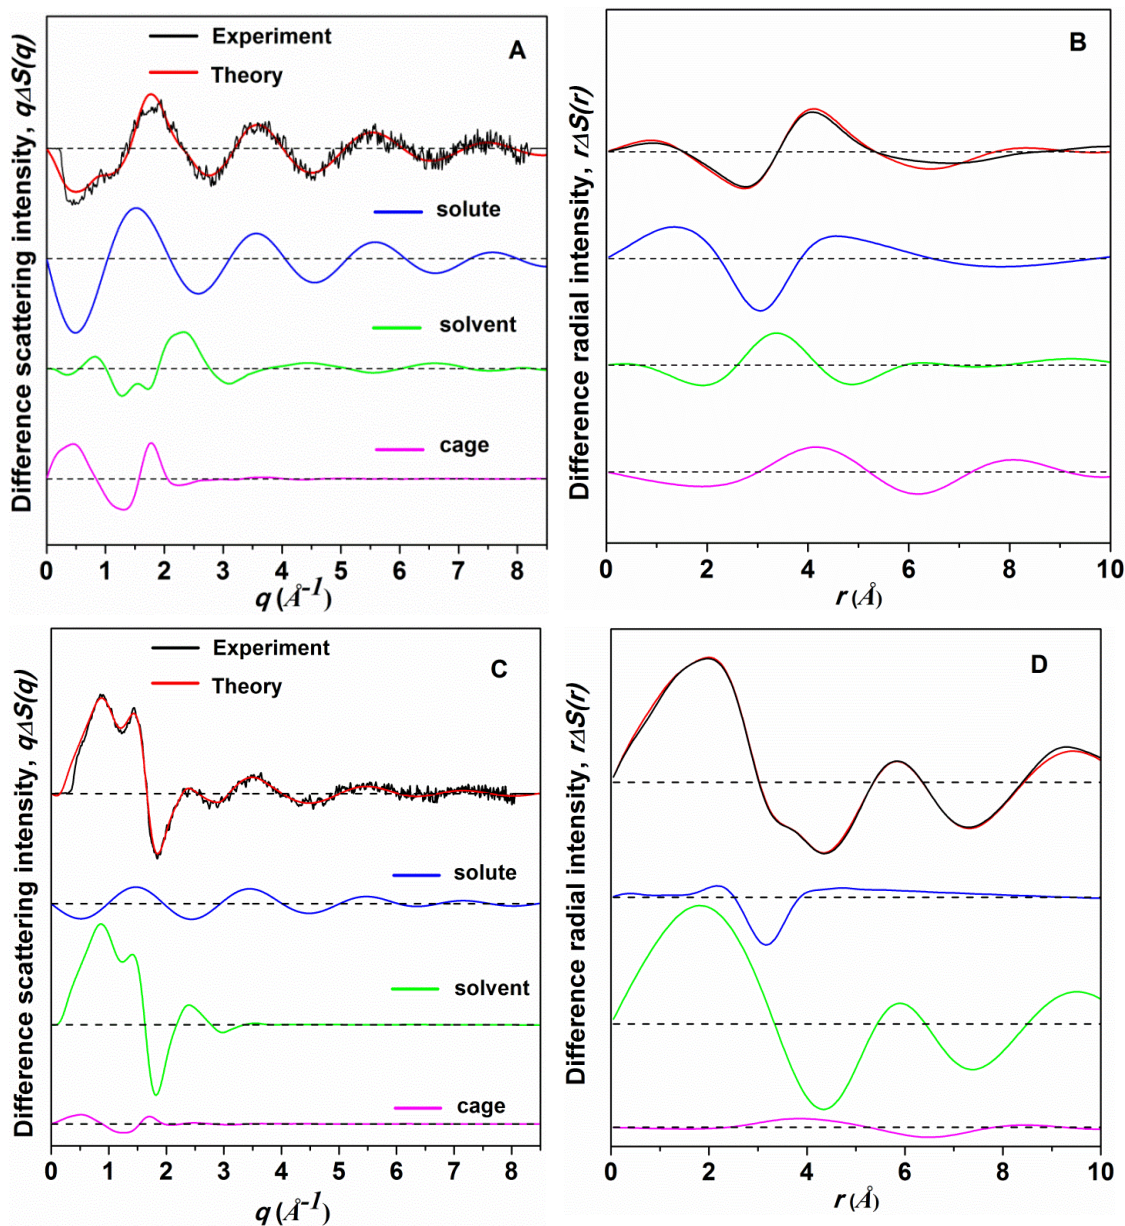 Experiment
Theory
A
solute
solvent
cage
Difference scattering intensity, qΔS(q)
0 1 2 3 4 5 6 7 8
q (Å⁻¹)
B
Difference radial intensity, rΔS(r)
0 2 4 6 8 10
r (Å)
Experiment
Theory
C
solute
solvent
cage
Difference scattering intensity, qΔS(q)
0 1 2 3 4 5 6 7 8
q (Å⁻¹)
D
Difference radial intensity, rΔS(r)
0 2 4 6 8 10
r (Å)